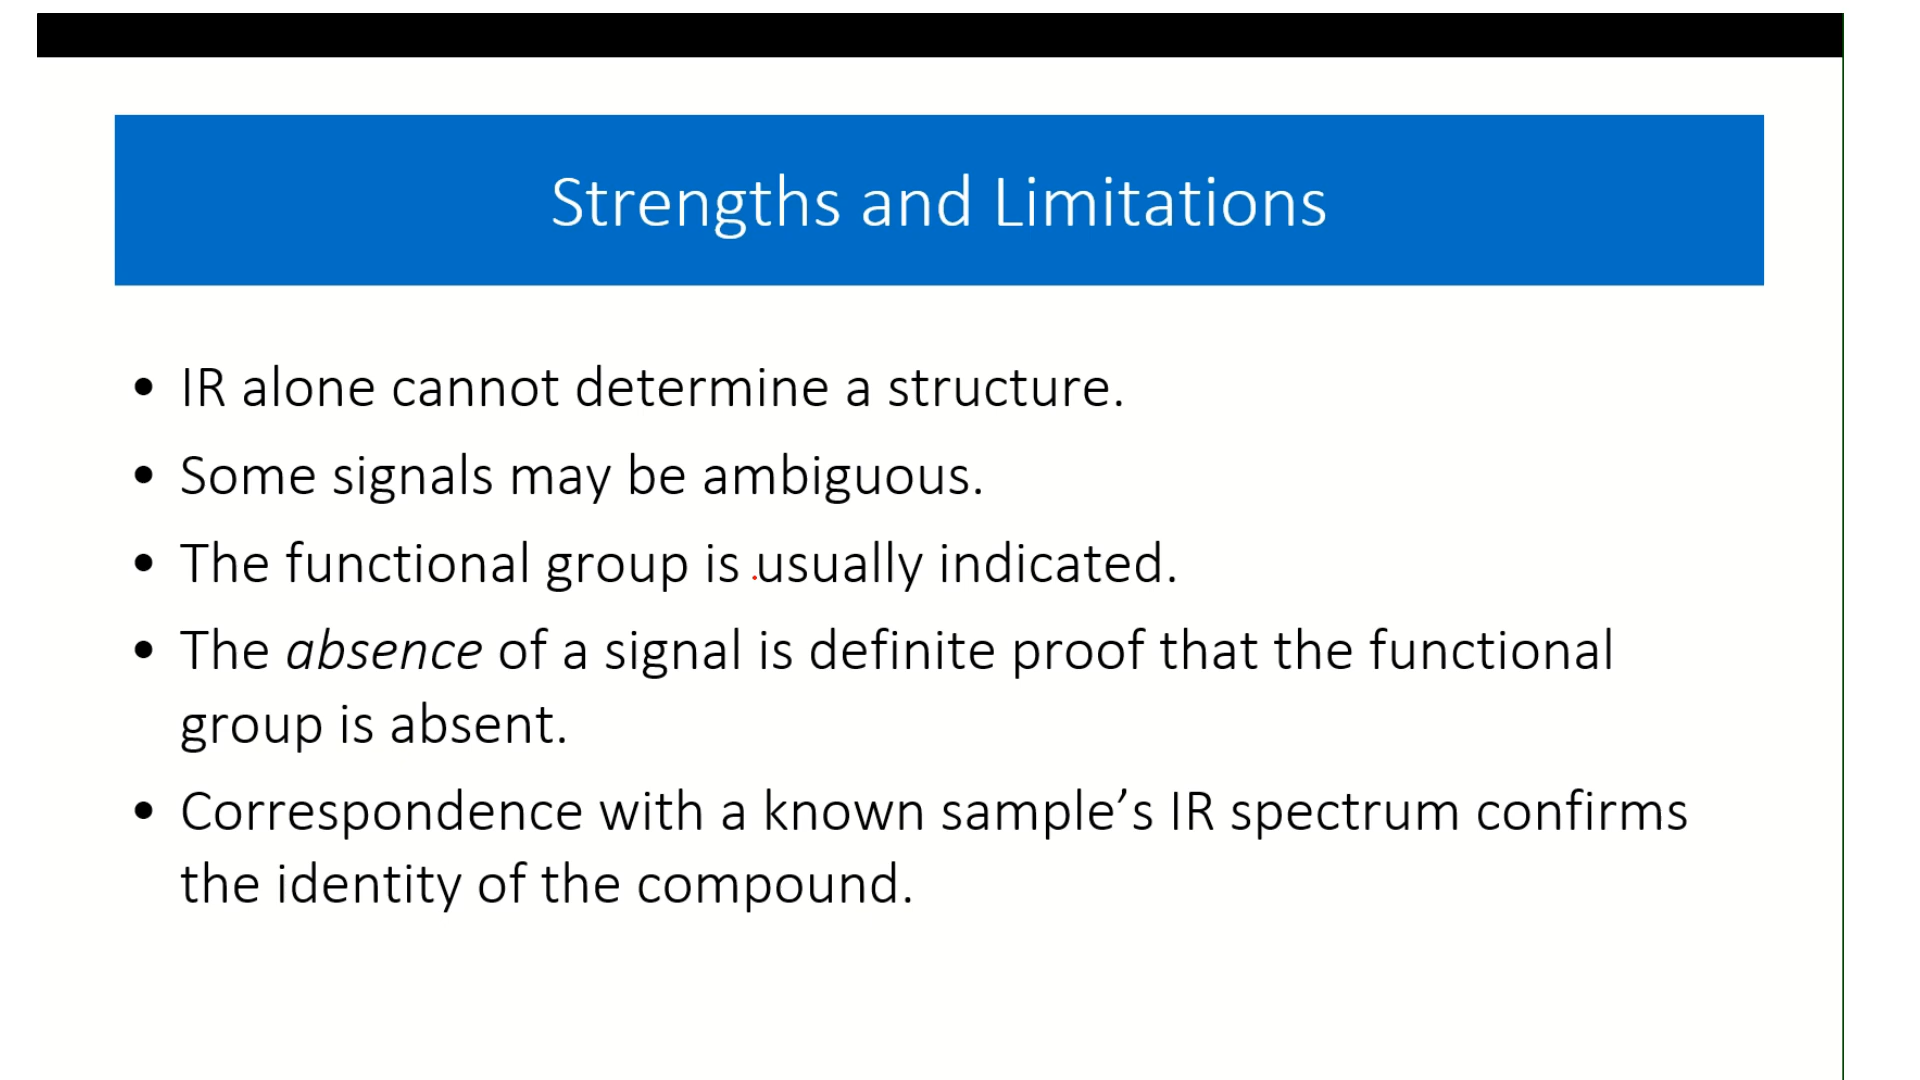 Strengths and Limitations
• IR alone cannot determine a structure.
• Some signals may be ambiguous.
• The functional group is usually indicated.
• The absence of a signal is definite proof that the functional
group is absent.
• Correspondence with a known sample’s IR spectrum confirms
the identity of the compound.